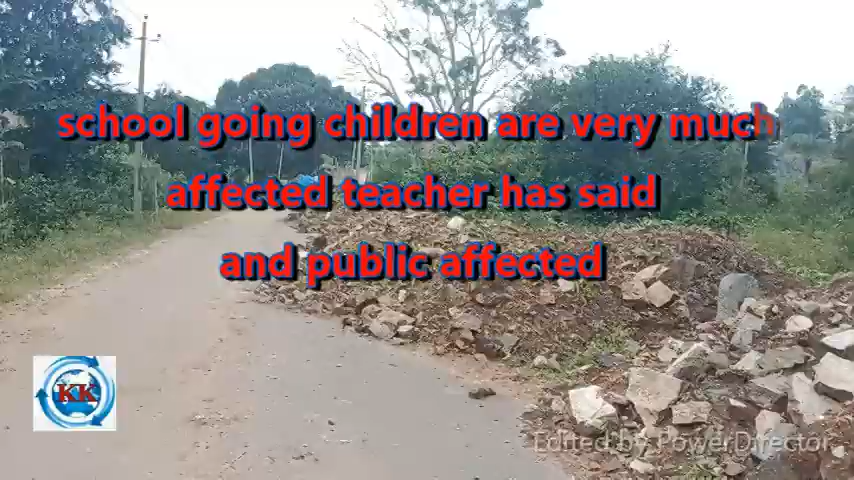 school going children are very much
affected teacher has said
and public affected
KK
Edited by PowerDirector